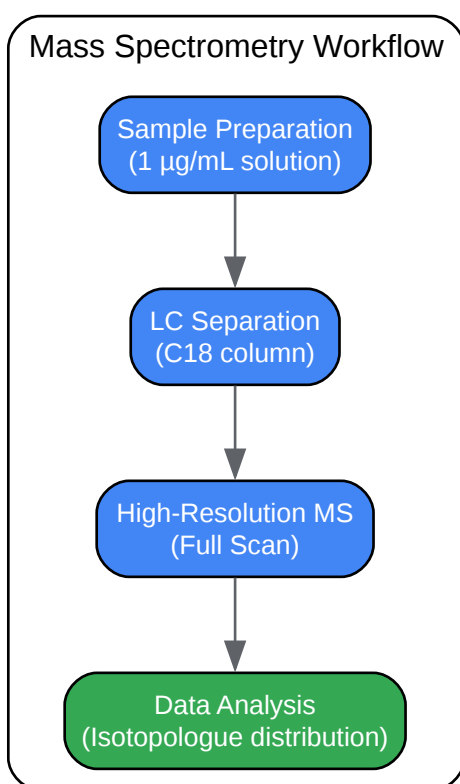 Mass Spectrometry Workflow
Sample Preparation
(1 µg/mL solution)
LC Separation
(C18 column)
High-Resolution MS
(Full Scan)
Data Analysis
(Isotopologue distribution)